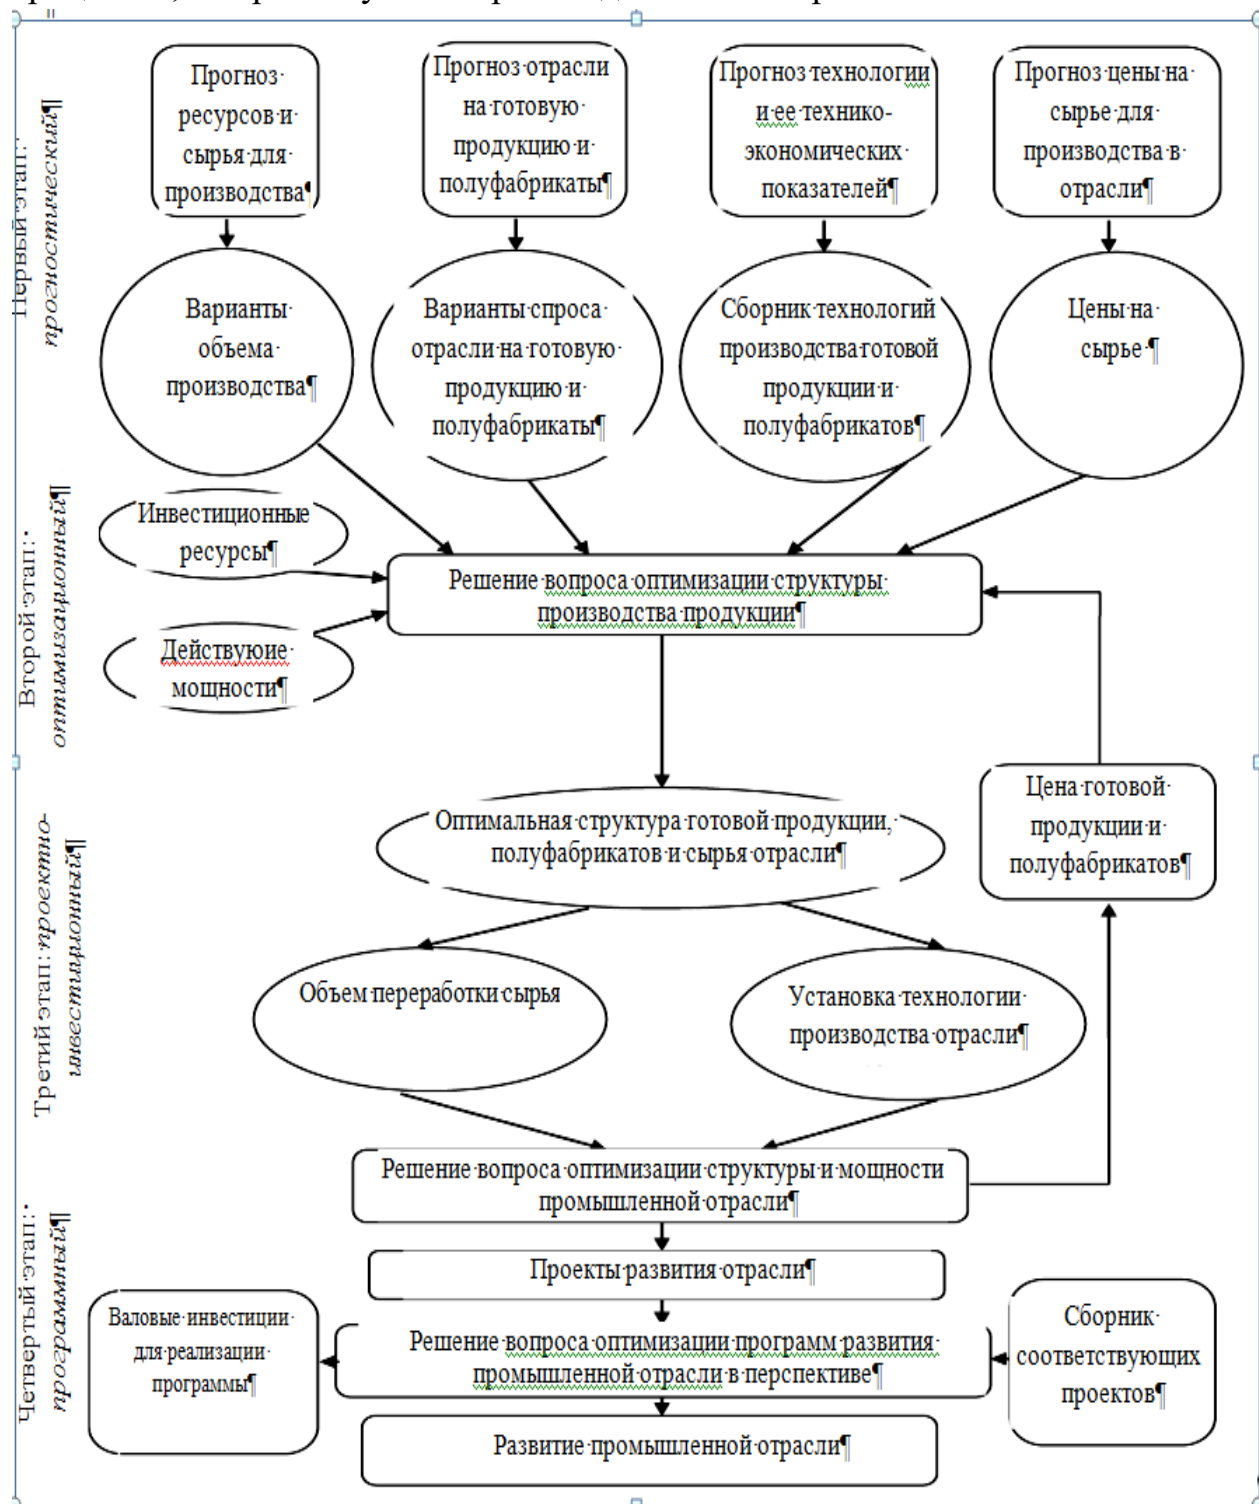 Первый этап:
прогностический¶
Прогноз
ресурсов и
сырья для
производства¶
Прогноз отрасли
на готовую
продукцию и
полуфабрикаты¶
Прогноз технологии
и ее технико-
экономических
показателей¶
Прогноз цены на
сырье для
производства в
отрасли¶
Варианты
объема
производства¶
Варианты спроса
отрасли на готовую
продукцию и
полуфабрикаты¶
Сборник технологий
производства готовой
продукции и
полуфабрикатов¶
Цены на
сырье ¶
Второй этап:
оптимизационный¶
Инвестиционные
ресурсы¶
Действуюие
мощности¶
Решение вопроса оптимизации структуры
производства продукции¶
Третий этап: проектно-
инвестиционный¶
Оптимальная структура готовой продукции,
полуфабрикатов и сырья отрасли¶
Цена готовой
продукции и
полуфабрикатов¶
Объем переработки сырья
Установка технологии
производства отрасли¶
Решение вопроса оптимизации структуры и мощности
промышленной отрасли¶
Четвертый этап:
программный¶
Проекты развития отрасли¶
Валовые инвестиции
для реализации
программы¶
Решение вопроса оптимизации программ развития
промышленной отрасли в перспективе¶
Сборник
соответствующих
проектов¶
Развитие промышленной отрасли¶